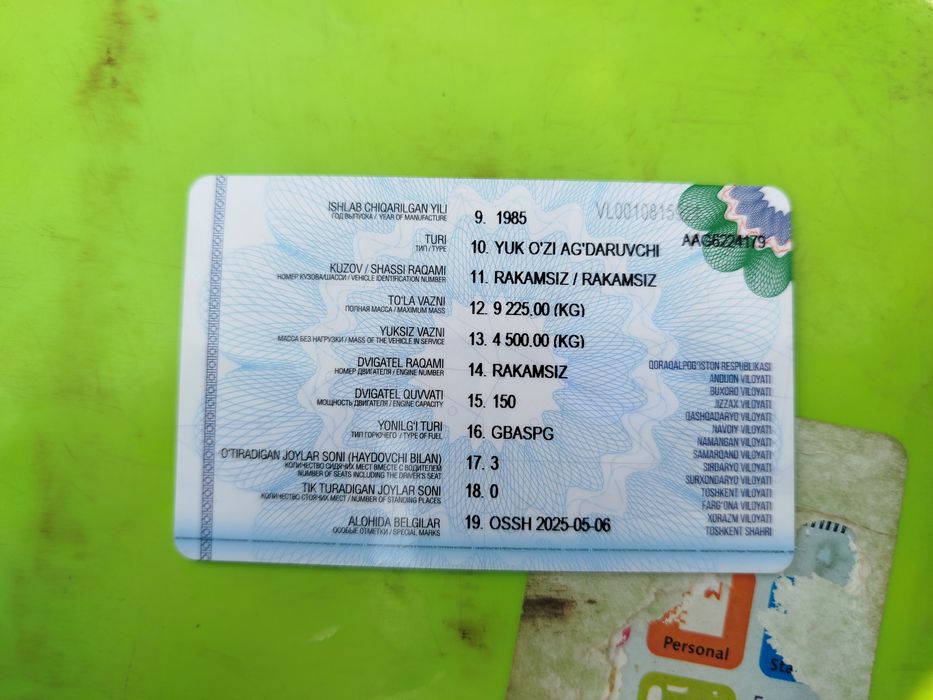 ISHLAB CHIQARILGAN YILI
ГОД ВЫПУСКА / YEAR OF MANUFACTURE
9. 1985
AAG6224179
TURI
ТИП / TYPE
10. YUK O'ZI AG'DARUVCHI
KUZOV / SHASSI RAQAMI
НОМЕР КУЗОВА/ШАССИ / VEHICLE IDENTIFICATION NUMBER
11. RAKAMSIZ / RAKAMSIZ
TO'LA VAZNI
ПОЛНАЯ МАССА / MAXIMUM MASS
12. 9 225.00 (KG)
YUKSIZ VAZNI
МАССА БЕЗ НАГРУЗКИ / MASS OF THE VEHICLE IN SERVICE
13. 4 500.00 (KG)
DVIGATEL RAQAMI
НОМЕР ДВИГАТЕЛЯ / ENGINE NUMBER
14. RAKAMSIZ
DVIGATEL QUVVATI
МОЩНОСТЬ ДВИГАТЕЛЯ / ENGINE CAPACITY
15. 150
YONILG'I TURI
ТИП ГОРЮЧЕГО / TYPE OF FUEL
16. GBASPG
O'TIRADIGAN JOYLAR SONI (HAYDOVCHI BILAN)
КОЛИЧЕСТВО СИДЯЧИХ МЕСТ ВМЕСТЕ С ВОДИТЕЛЕМ
NUMBER OF SEATS INCLUDING THE DRIVER'S SEAT
17. 3
TIK TURADIGAN JOYLAR SONI
КОЛИЧЕСТВО СТОЯЧИХ МЕСТ / NUMBER OF STANDING PLACES
18. 0
ALOHIDA BELGILAR
ОСОБЫЕ ОТМЕТКИ / SPECIAL MARKS
19. OSSH 2025-05-06
QORAQALPOG'ISTON RESPUBLIKASI
ANDIJON VILOYATI
BUXORO VILOYATI
JIZZAX VILOYATI
QASHQADARYO VILOYATI
NAVOIY VILOYATI
NAMANGAN VILOYATI
SAMARQAND VILOYATI
SIRDARYO VILOYATI
SURXONDARYO VILOYATI
TOSHKENT VILOYATI
FARG'ONA VILOYATI
XORAZM VILOYATI
TOSHKENT SHAHRI
Personal